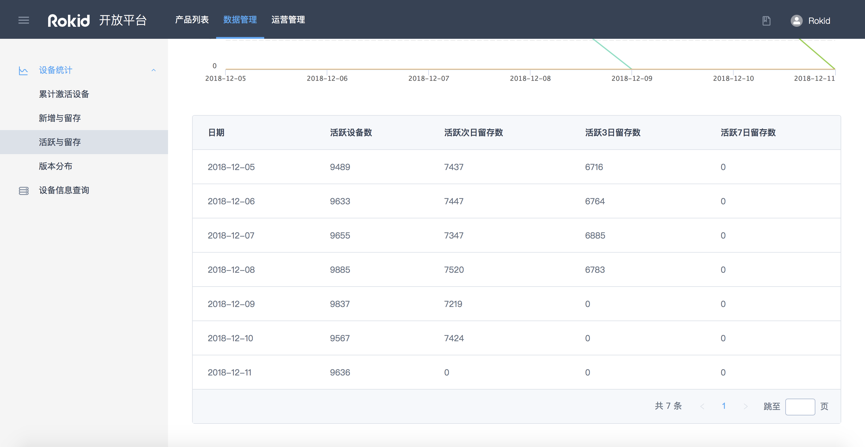 Rokid 开放平台 产品列表 数据管理 运营管理 Rokid
设备统计
累计激活设备
新增与留存
活跃与留存
版本分布
设备信息查询
0
2018-12-05 2018-12-06 2018-12-07 2018-12-08 2018-12-09 2018-12-10 2018-12-11
日期 活跃设备数 活跃次日留存数 活跃3日留存数 活跃7日留存数
2018-12-05 9489 7437 6716 0
2018-12-06 9633 7447 6764 0
2018-12-07 9655 7347 6885 0
2018-12-08 9885 7520 6783 0
2018-12-09 9837 7219 0 0
2018-12-10 9567 7424 0 0
2018-12-11 9636 0 0 0
共 7 条 < 1 > 跳至 页